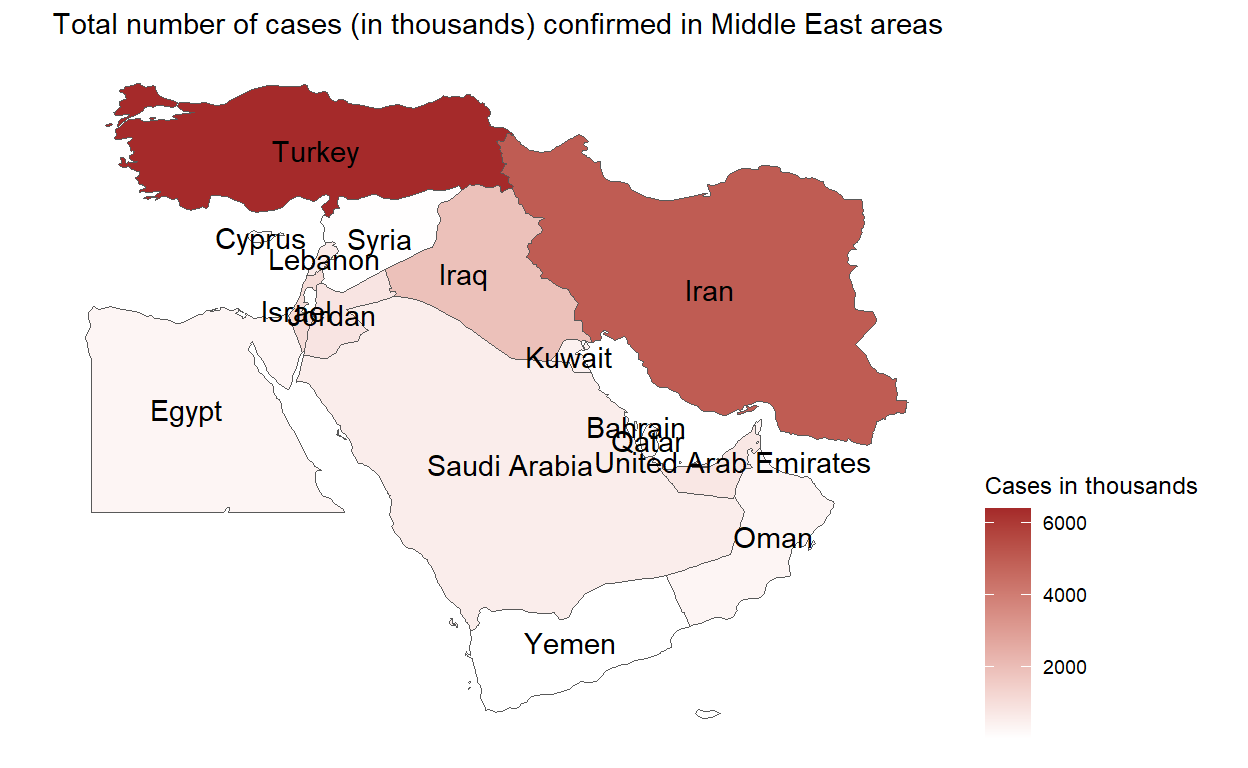 Total number of cases (in thousands) confirmed in Middle East areas
Turkey
Cyprus
Syria
Lebanon
Iraq
Iran
Israel
Jordan
Kuwait
Egypt
Bahrain
Qatar
Saudi Arabia
United Arab Emirates
Oman
Yemen
Cases in thousands
6000
4000
2000